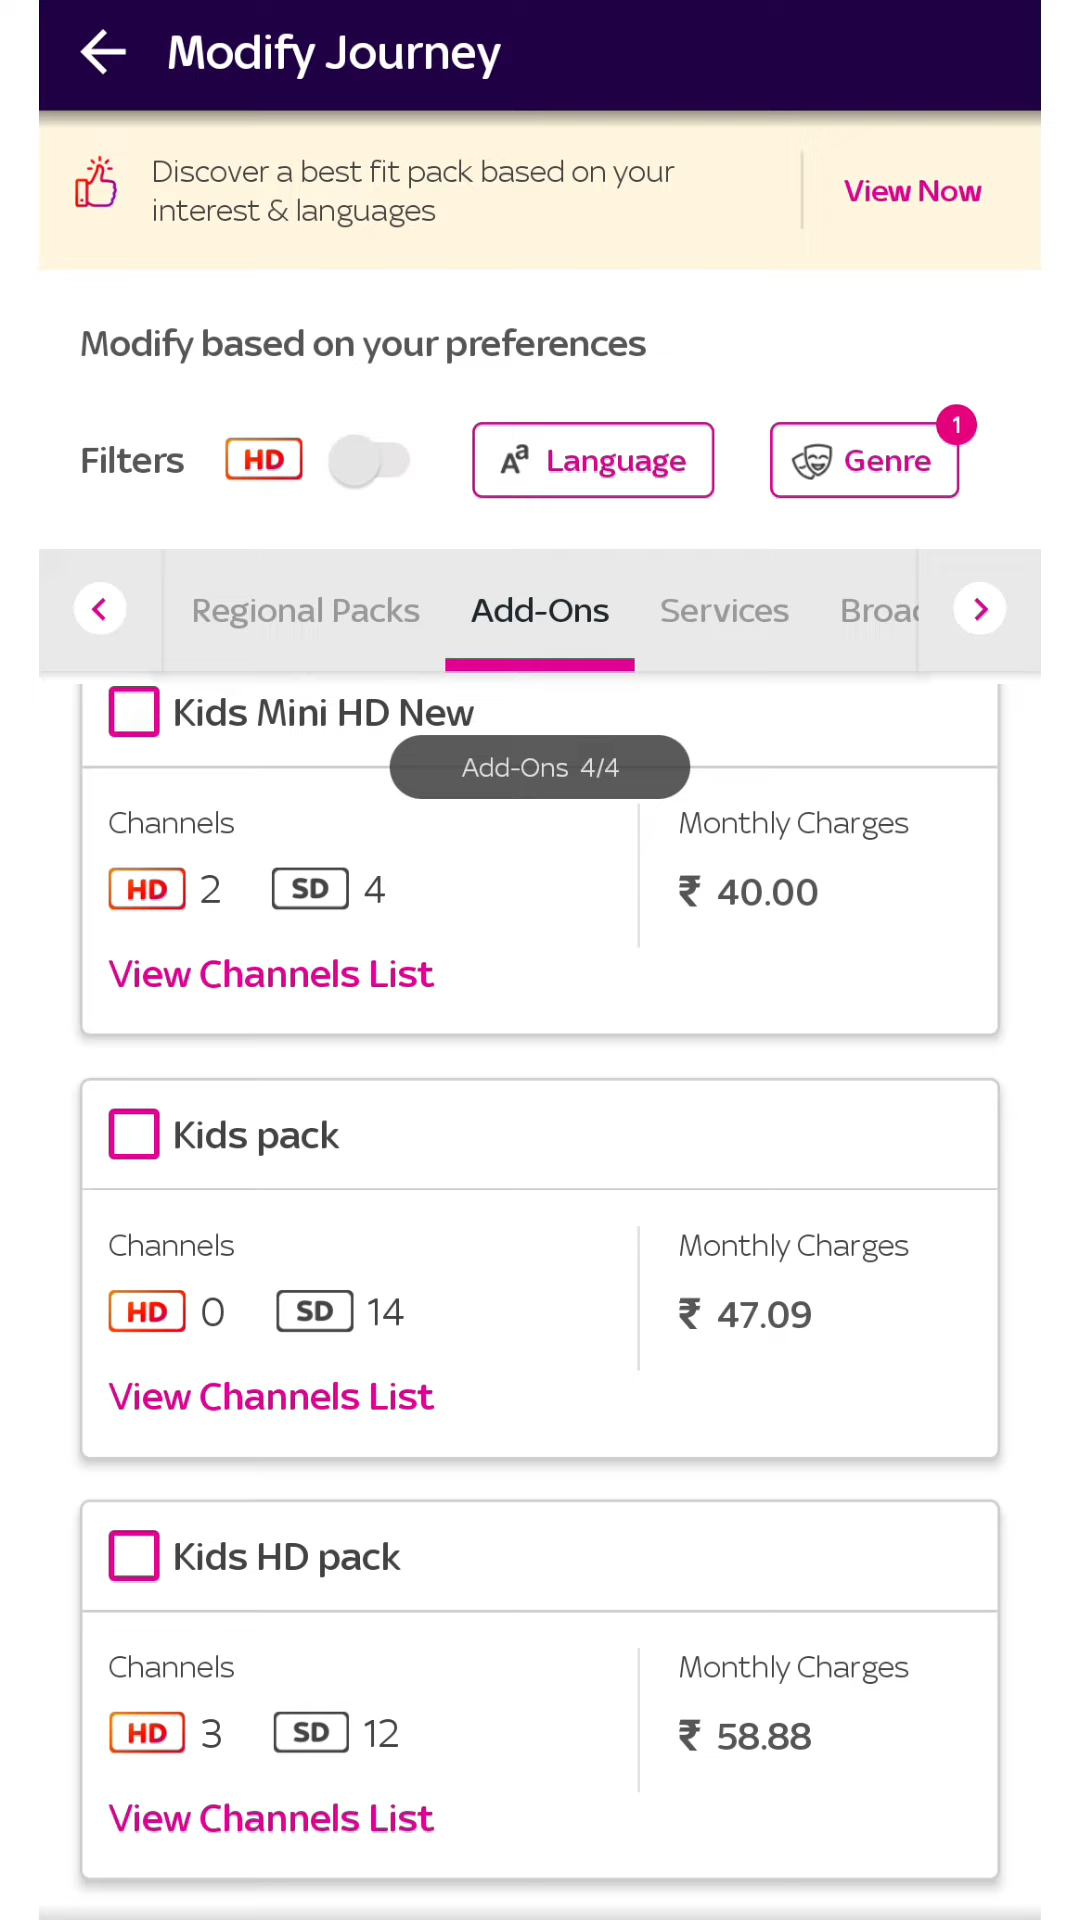 Modify Journey
Discover a best fit pack based on your
interest & languages
View Now
Modify based on your preferences
Filters HD Aa Language Genre 1
Regional Packs Add-Ons Services Broad
Kids Mini HD New
Add-Ons 4/4
Channels Monthly Charges
HD 2 SD 4 ₹ 40.00
View Channels List
Kids pack
Channels Monthly Charges
HD 0 SD 14 ₹ 47.09
View Channels List
Kids HD pack
Channels Monthly Charges
HD 3 SD 12 ₹ 58.88
View Channels List